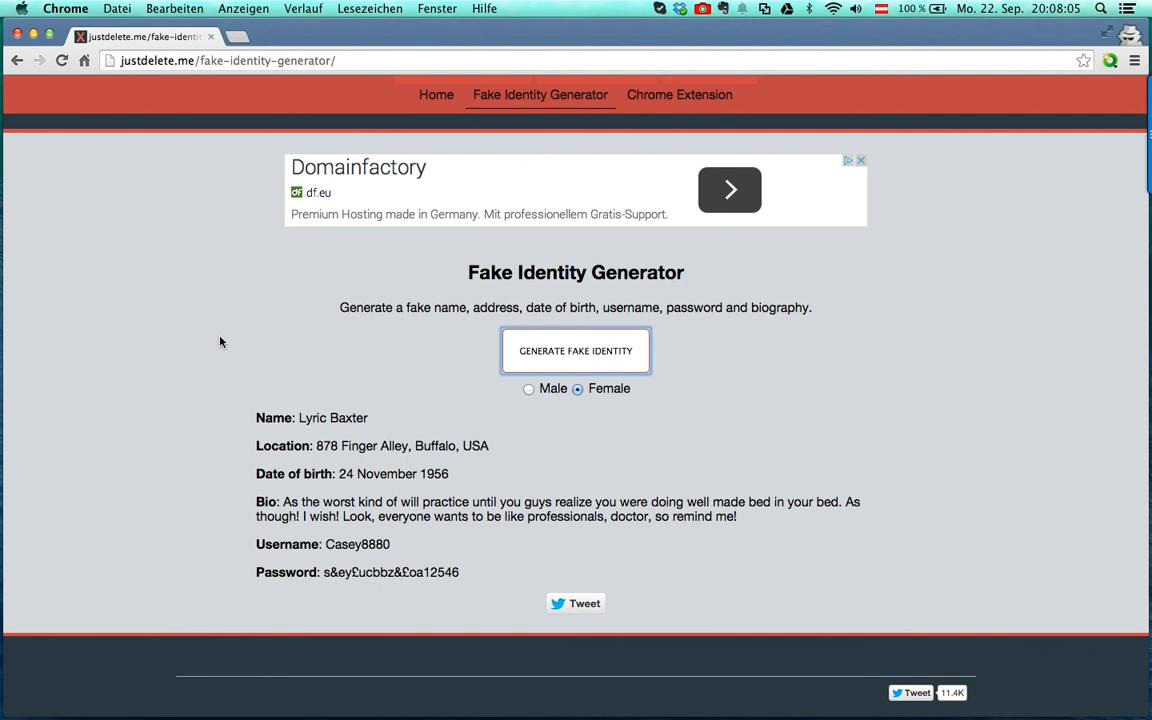 Chrome Datei Bearbeiten Anzeigen Verlauf Lesezeichen Fenster Hilfe 100 % Mo. 22. Sep. 20:08:05
justdelete.me/fake-identit
justdelete.me/fake-identity-generator/
Home Fake Identity Generator Chrome Extension
Domainfactory
df df.eu
Premium Hosting made in Germany. Mit professionellem Gratis-Support.
Fake Identity Generator
Generate a fake name, address, date of birth, username, password and biography.
GENERATE FAKE IDENTITY
Male Female
Name: Lyric Baxter
Location: 878 Finger Alley, Buffalo, USA
Date of birth: 24 November 1956
Bio: As the worst kind of will practice until you guys realize you were doing well made bed in your bed. As
though! I wish! Look, everyone wants to be like professionals, doctor, so remind me!
Username: Casey8880
Password: s&ey£ucbbz&£oa12546
Tweet
Tweet 11.4K